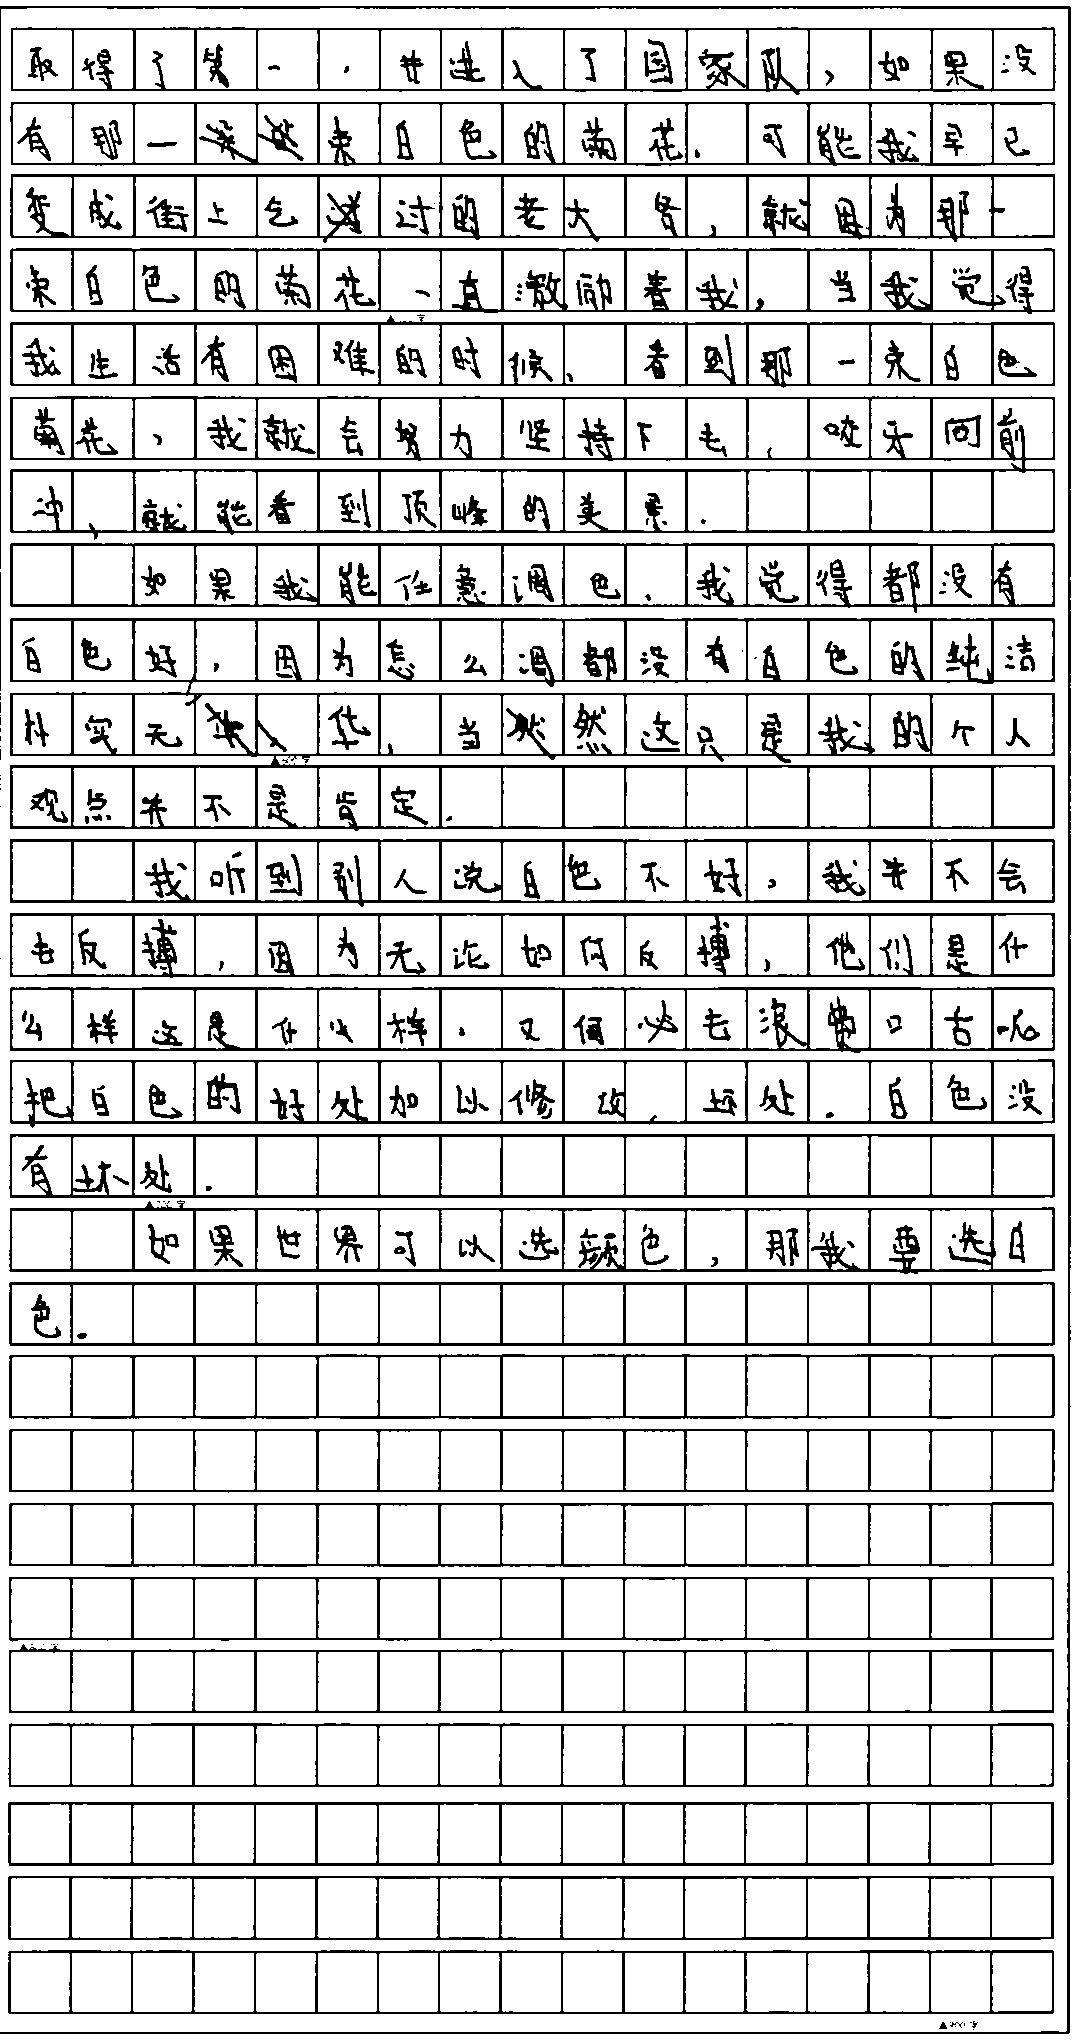 取得了第一.并进入了国家队,如果没
有那一束白色的菊花.可能我早已
变成街上乞过的老大爷,就因为那一
束白色的菊花一直激励着我,当我觉得
我生活有困难的时候、看到那一束白色
菊花,我就会努力坚持下去,咬牙向前
冲,就能看到顶峰的美景.
如果我能任意调色.我觉得都没有
白色好,因为怎么调都没有白色的纯洁
朴实无华,当然这只是我的个人
观点并不是肯定.
我听到别人说白色不好,我并不会
去反搏,因为无论如何反搏,他们是什
么样这是什么样.又何必去浪费口舌呢
把白色的好处加以修改,坏处.白色没
有坏处.
如果世界可以选颜色,那我要选白
色.